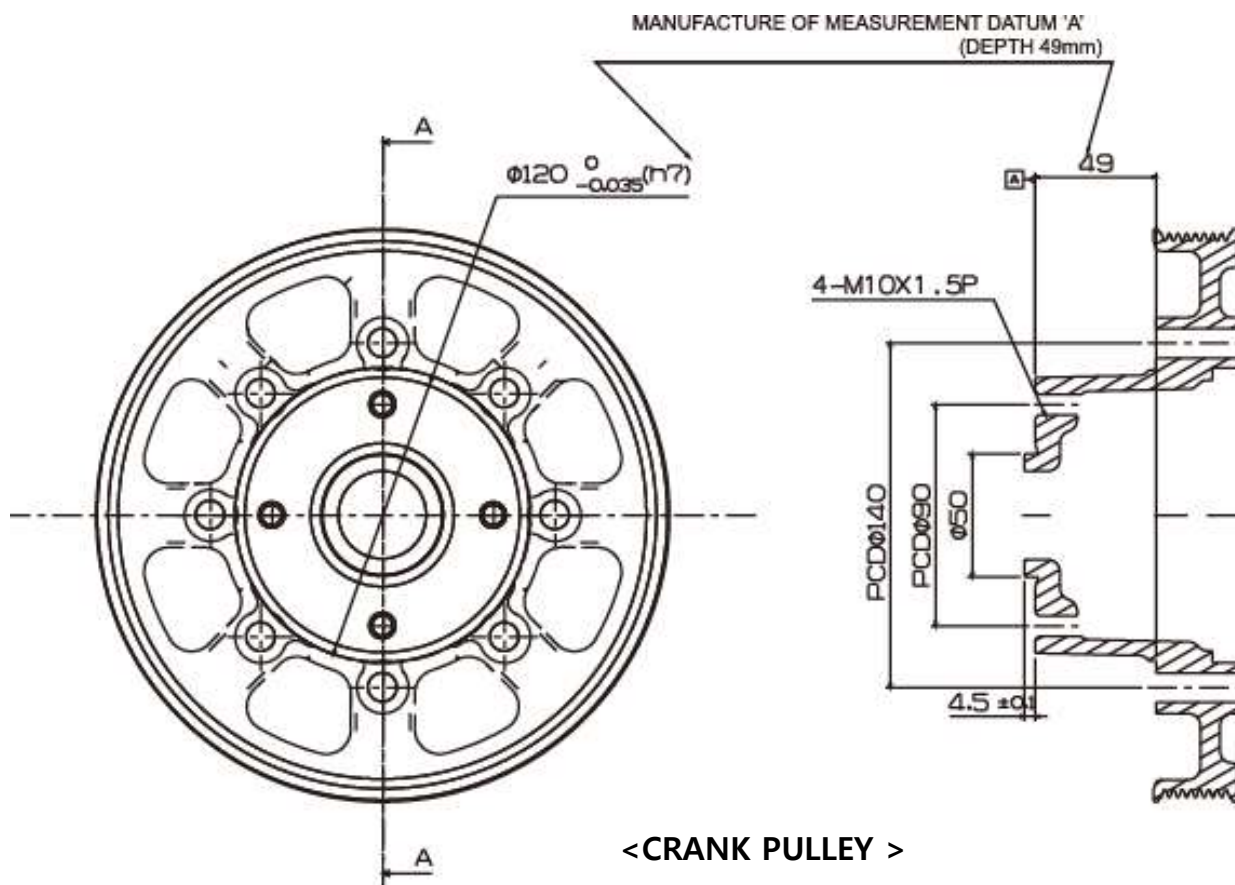 MANUFACTURE OF MEASUREMENT DATUM 'A'
(DEPTH 49mm)
A
Φ120 0 -0.035 (h7)
A
49
4-M10X1.5P
PCDΦ140
PCDΦ90
Φ50
4.5 ±0.1
A
<CRANK PULLEY >